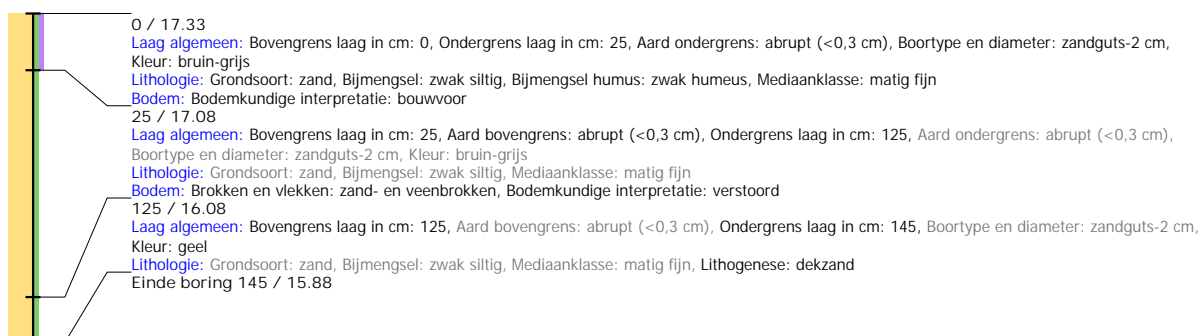 0 / 17.33
Laag algemeen: Bovengrens laag in cm: 0, Ondergrens laag in cm: 25, Aard ondergrens: abrupt (<0,3 cm), Boortype en diameter: zandguts-2 cm,
Kleur: bruin-grijs
Lithologie: Grondsoort: zand, Bijmengsel: zwak siltig, Bijmengsel humus: zwak humeus, Mediaanklasse: matig fijn
Bodem: Bodemkundige interpretatie: bouwvoor
25 / 17.08
Laag algemeen: Bovengrens laag in cm: 25, Aard bovengrens: abrupt (<0,3 cm), Ondergrens laag in cm: 125, Aard ondergrens: abrupt (<0,3 cm),
Boortype en diameter: zandguts-2 cm, Kleur: bruin-grijs
Lithologie: Grondsoort: zand, Bijmengsel: zwak siltig, Mediaanklasse: matig fijn
Bodem: Brokken en vlekken: zand- en veenbrokken, Bodemkundige interpretatie: verstoord
125 / 16.08
Laag algemeen: Bovengrens laag in cm: 125, Aard bovengrens: abrupt (<0,3 cm), Ondergrens laag in cm: 145, Boortype en diameter: zandguts-2 cm,
Kleur: geel
Lithologie: Grondsoort: zand, Bijmengsel: zwak siltig, Mediaanklasse: matig fijn, Lithogenese: dekzand
Einde boring 145 / 15.88